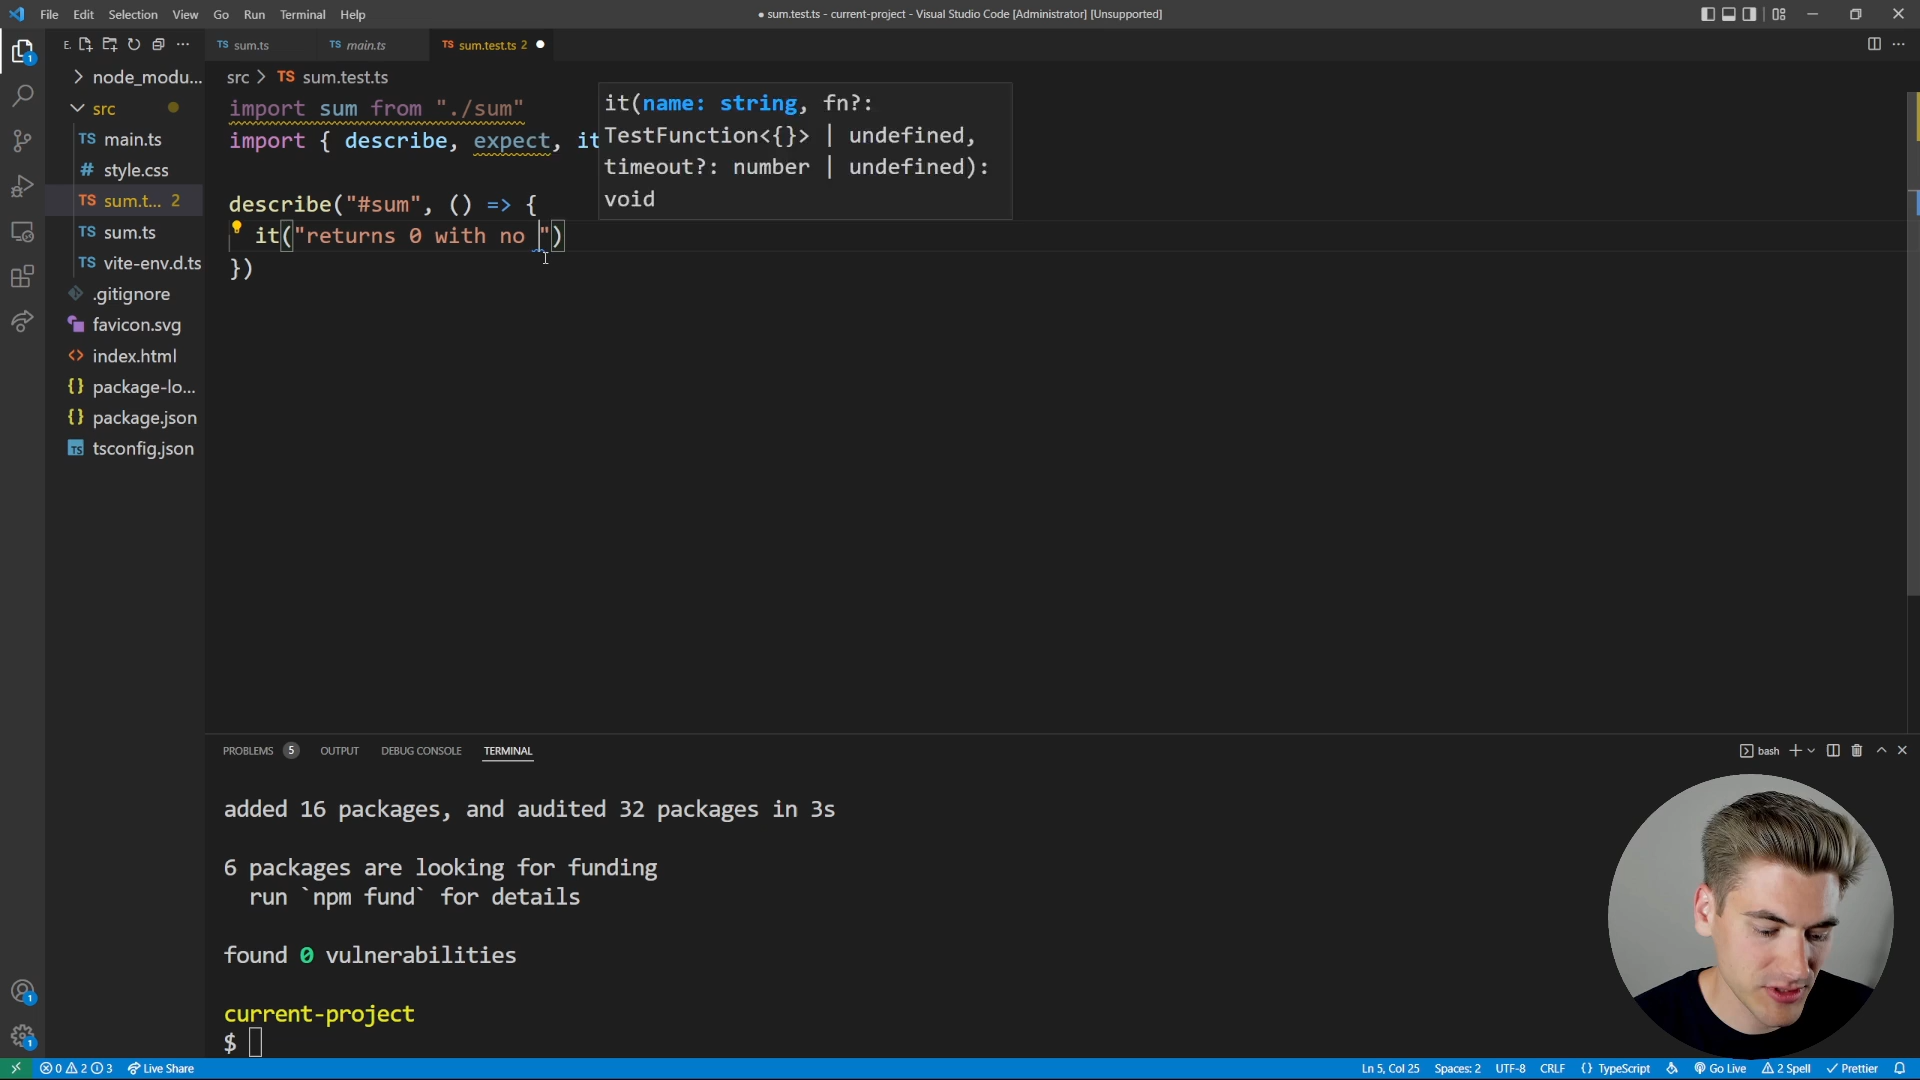 File Edit Selection View Go Run Terminal Help
● sum.test.ts - current-project - Visual Studio Code [Administrator] [Unsupported]
E.
TS sum.ts
TS main.ts
TS sum.test.ts 2
node_modu...
src
TS main.ts
# style.css
TS sum.t... 2
TS sum.ts
TS vite-env.d.ts
.gitignore
favicon.svg
<> index.html
{} package-lo...
{} package.json
TS tsconfig.json
src > TS sum.test.ts
import sum from "./sum"
import { describe, expect, it
describe("#sum", () => {
it("returns 0 with no ")
})
it(name: string, fn?:
TestFunction<{}> | undefined,
timeout?: number | undefined):
void
PROBLEMS 5 OUTPUT DEBUG CONSOLE TERMINAL
bash
added 16 packages, and audited 32 packages in 3s
6 packages are looking for funding
run `npm fund` for details
found 0 vulnerabilities
current-project
$
1
1
1
0 2 3 Live Share
Ln 5, Col 25 Spaces: 2 UTF-8 CRLF {} TypeScript Go Live 2 Spell Prettier